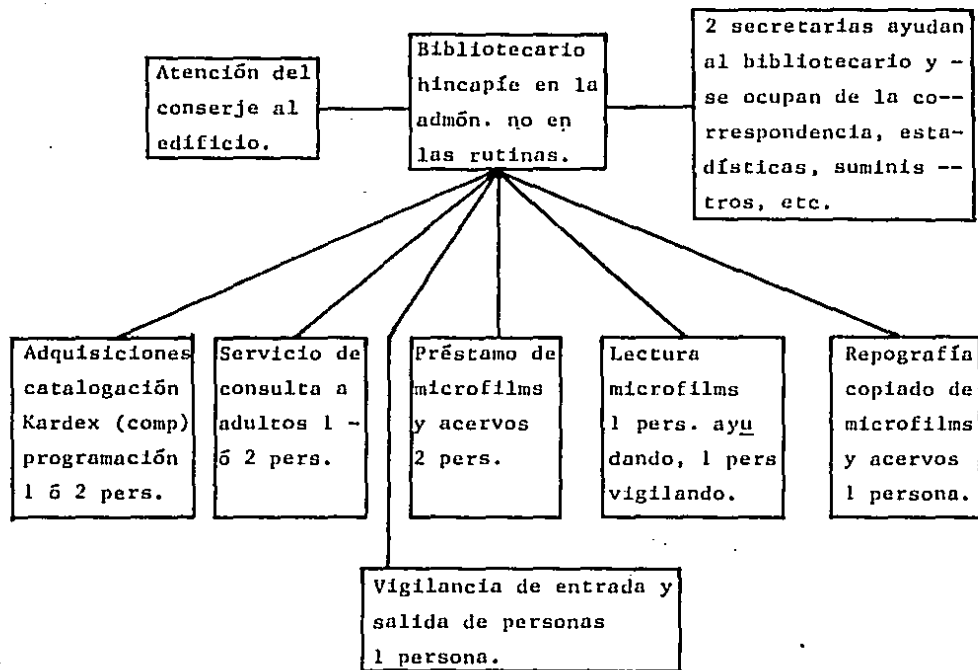 Atención del
conserje al
edificio.
Bibliotecario
hincapíe en la
admón. no en
las rutinas.
2 secretarias ayudan
al bibliotecario y -
se ocupan de la co--
rrespondencia, esta-
dísticas, suminis --
tros, etc.
Adquisiciones
catalogación
Kardex (comp)
programación
1 ó 2 pers.
Servicio de
consulta a
adultos 1 -
ó 2 pers.
Préstamo de
microfilms
y acervos
2 pers.
Lectura
microfilms
1 pers. ayu
dando, 1 pers
vigilando.
Repografía
copiado de
microfilms
y acervos
1 persona.
Vigilancia de entrada y
salida de personas
1 persona.